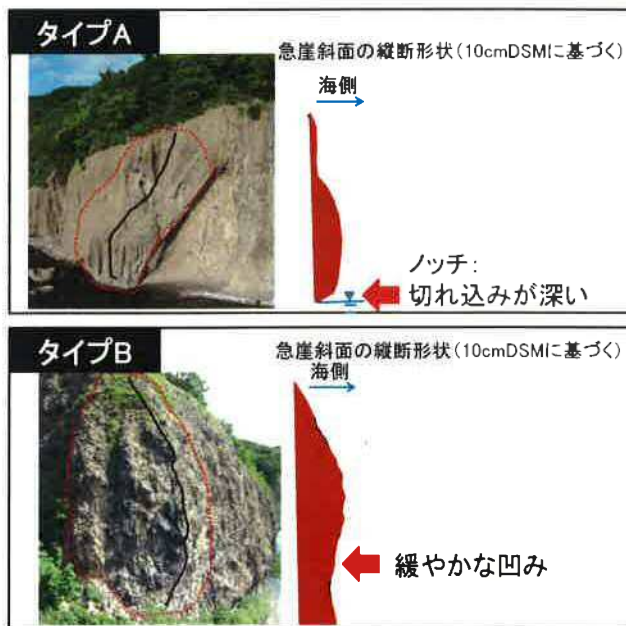 タイプA
急崖斜面の縦断形状(10cmDSMに基づく)
海側
ノッチ:
切れ込みが深い
タイプB
急崖斜面の縦断形状(10cmDSMに基づく)
海側
緩やかな凹み